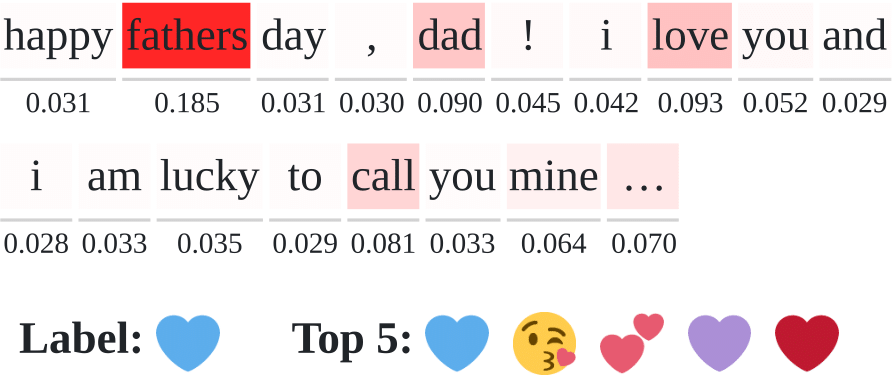 happy fathers day , dad ! i love you and
0.031 0.185 0.031 0.030 0.090 0.045 0.042 0.093 0.052 0.029
i am lucky to call you mine …
0.028 0.033 0.035 0.029 0.081 0.033 0.064 0.070
Label: 💙 Top 5: 💙 😘 💕 💜 ❤️